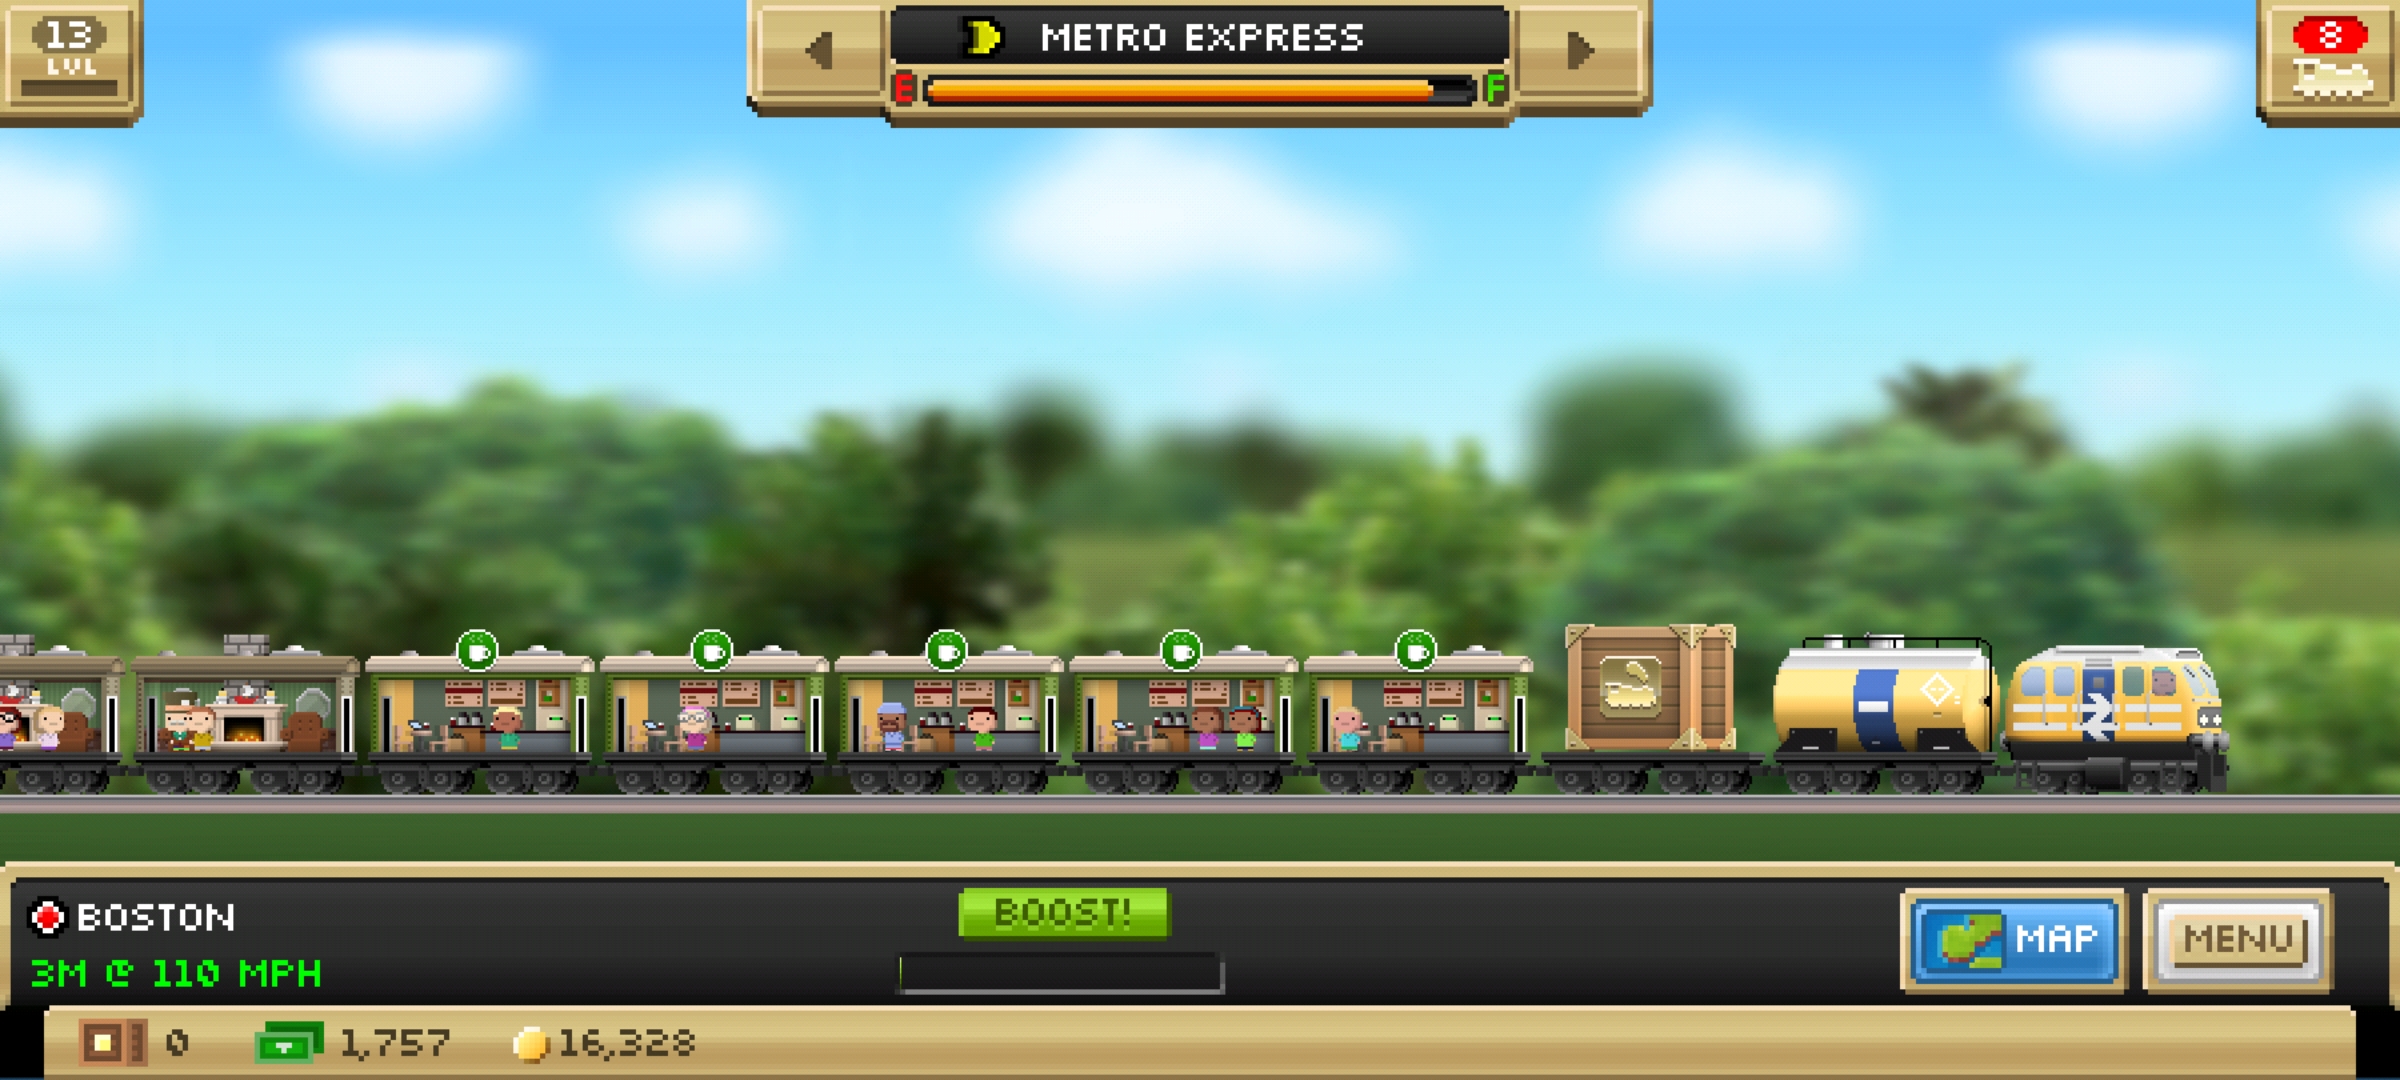 13
LVL
METRO EXPRESS
E
F
8
BOSTON
3M @ 110 MPH
BOOST!
MAP
MENU
0
1,757
16,328